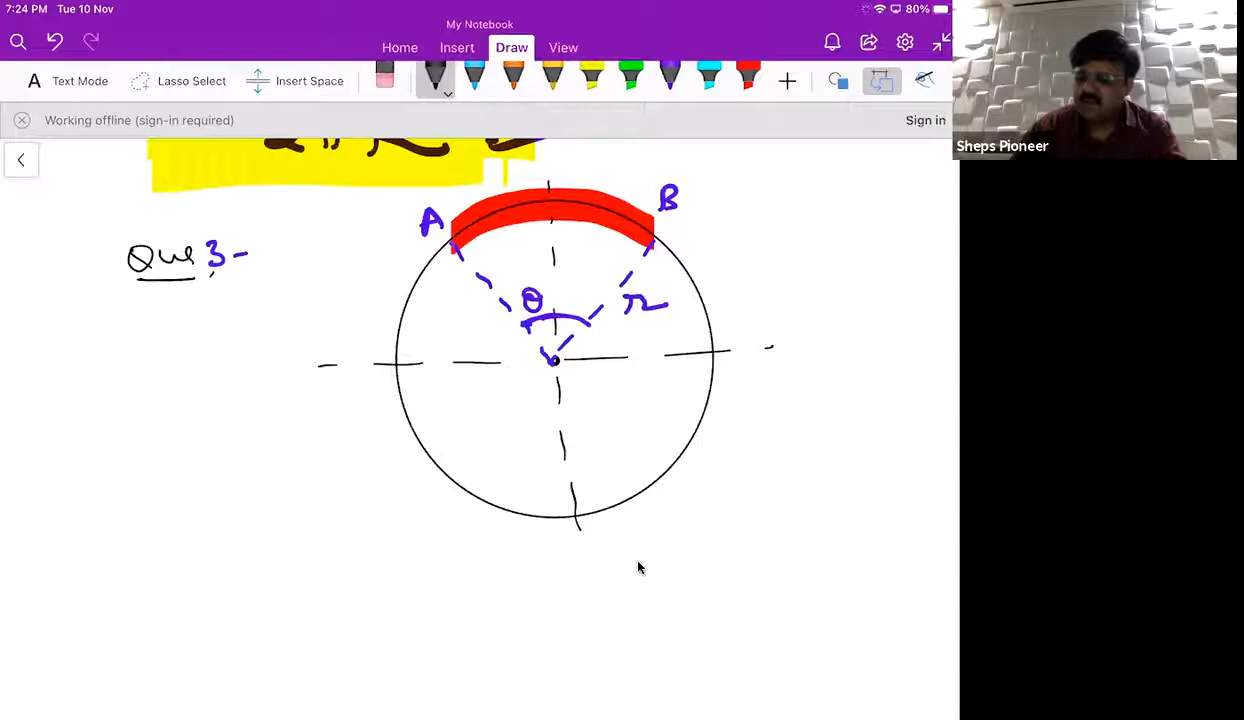 7:24 PM Tue 10 Nov
80%
My Notebook
Home Insert Draw View
A Text Mode Lasso Select Insert Space
Working offline (sign-in required) Sign in
Sheps Pioneer
A B
Que 3-
θ r